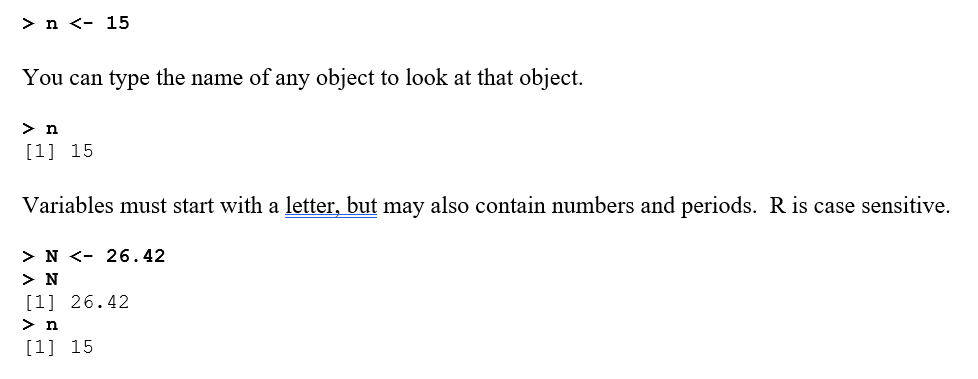 > n <- 15
You can type the name of any object to look at that object.
> n
[1] 15
Variables must start with a letter, but may also contain numbers and periods.  R is case sensitive.
> N <- 26.42
> N
[1] 26.42
> n
[1] 15